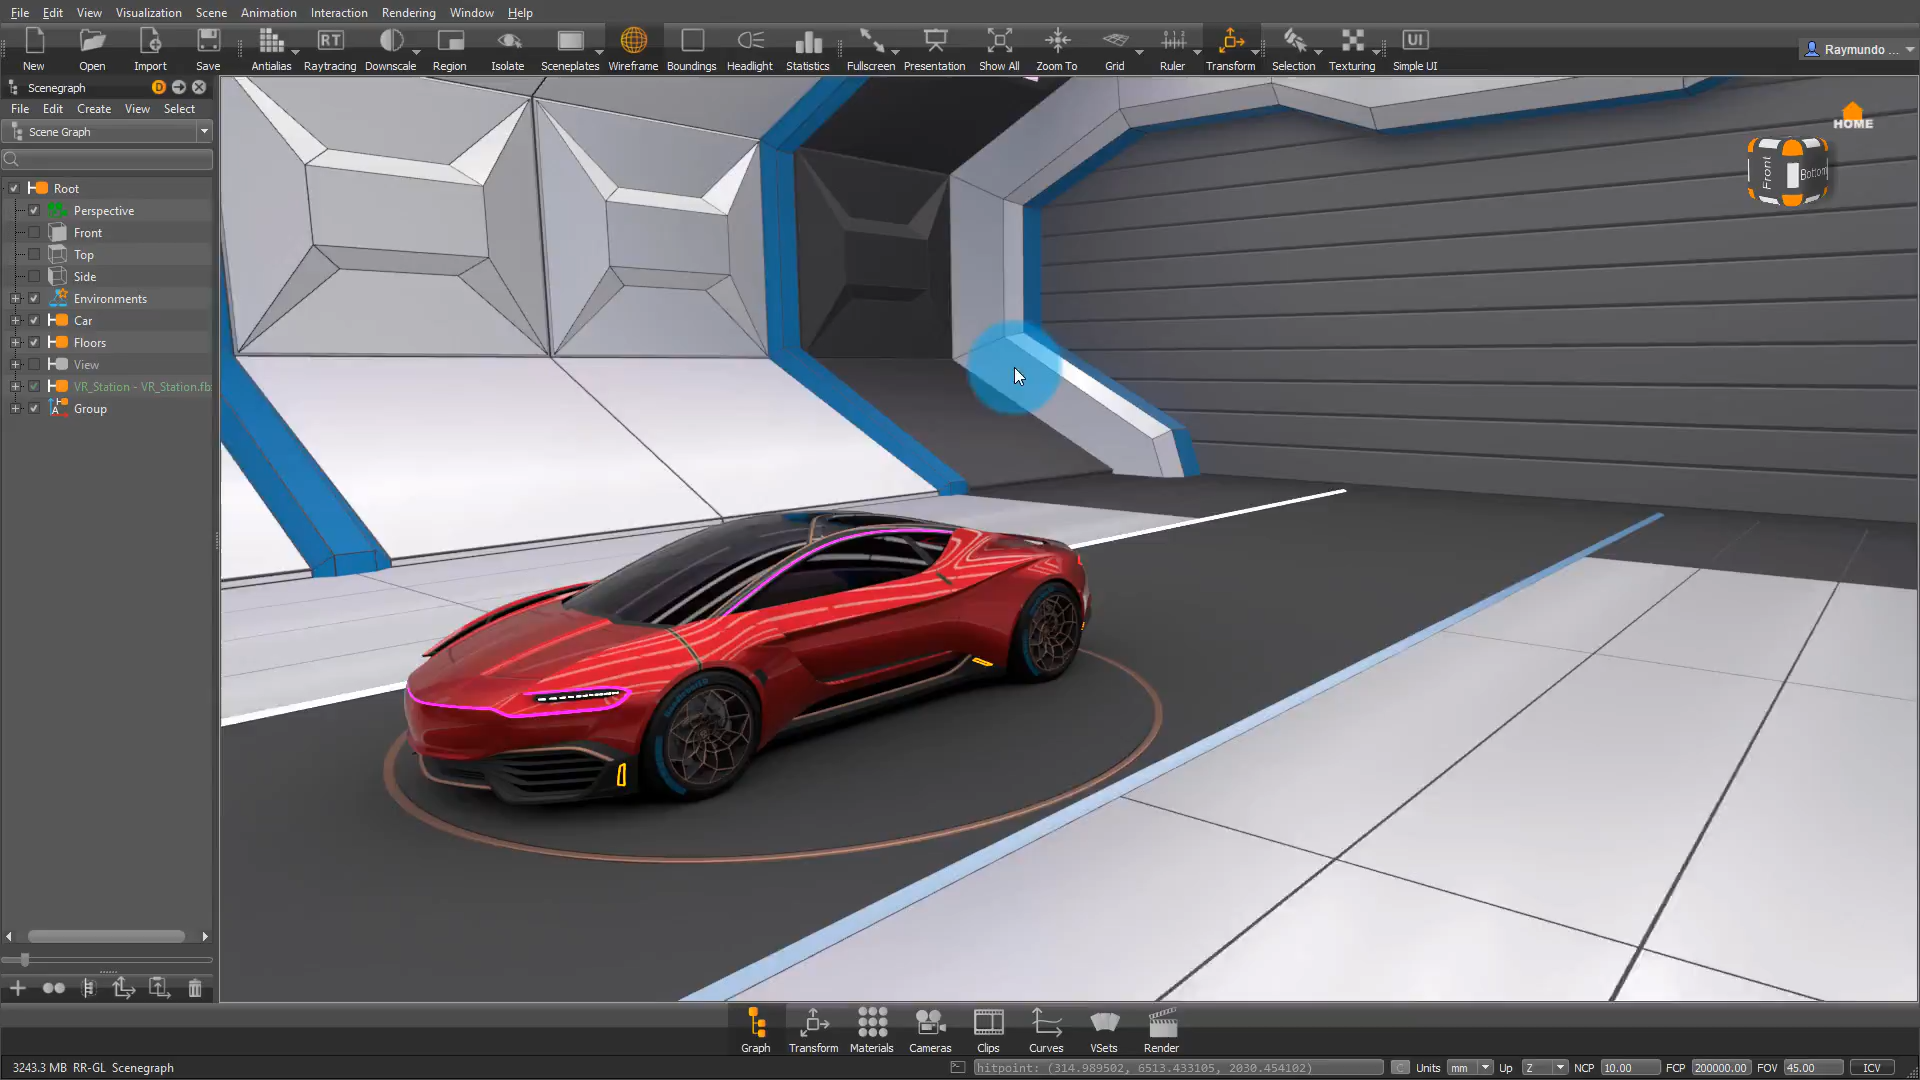 File Edit View Visualization Scene Animation Interaction Rendering Window Help
New Open Import Save Antialias Raytracing Downscale Region Isolate Sceneplates Wireframe Boundings Headlight Statistics Fullscreen Presentation Show All Zoom To Grid Ruler Transform Selection Texturing Simple UI
RT
UI
Raymundo ...
Scenegraph
D
File Edit Create View Select
Scene Graph
Root
Perspective
Front
Top
Side
Environments
Car
Floors
View
VR_Station - VR_Station.fb
Group
HOME
Front
Bottom
Graph Transform Materials Cameras Clips Curves VSets Render
3243.3 MB RR-GL Scenegraph
hitpoint: (314.989502, 6513.433105, 2030.454102)
C Units mm Up Z NCP 10.00 FCP 200000.00 FOV 45.00 ICV